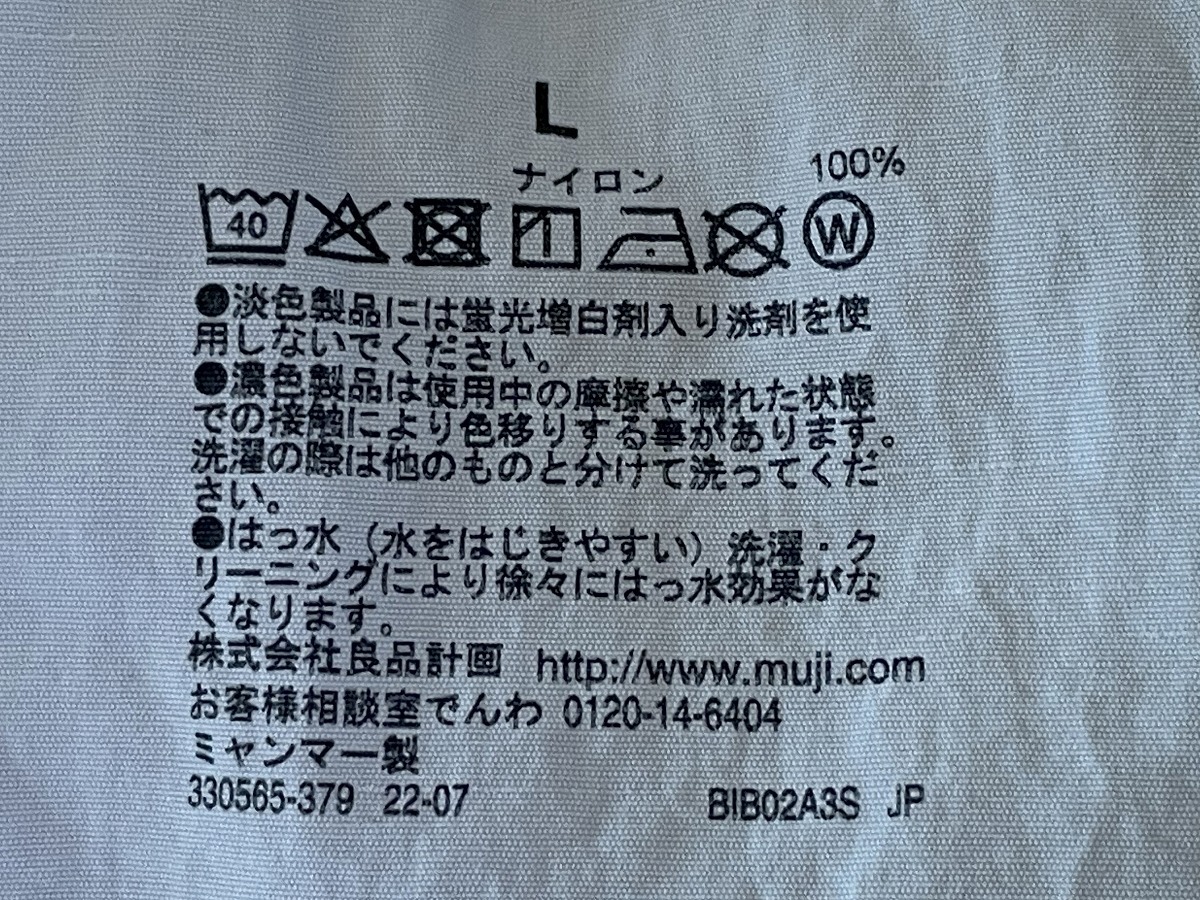 L
ナイロン 100%
40 W
●淡色製品には蛍光増白剤入り洗剤を使
用しないでください。
●濃色製品は使用中の摩擦や濡れた状態
での接触により色移りする事があります。
洗濯の際は他のものと分けて洗ってくだ
さい。
●はっ水（水をはじきやすい）洗濯・ク
リーニングにより徐々にはっ水効果がな
くなります。
株式会社良品計画 http://www.muji.com
お客様相談室でんわ 0120-14-6404
ミャンマー製
330565-379 22-07 BIB02A3S JP